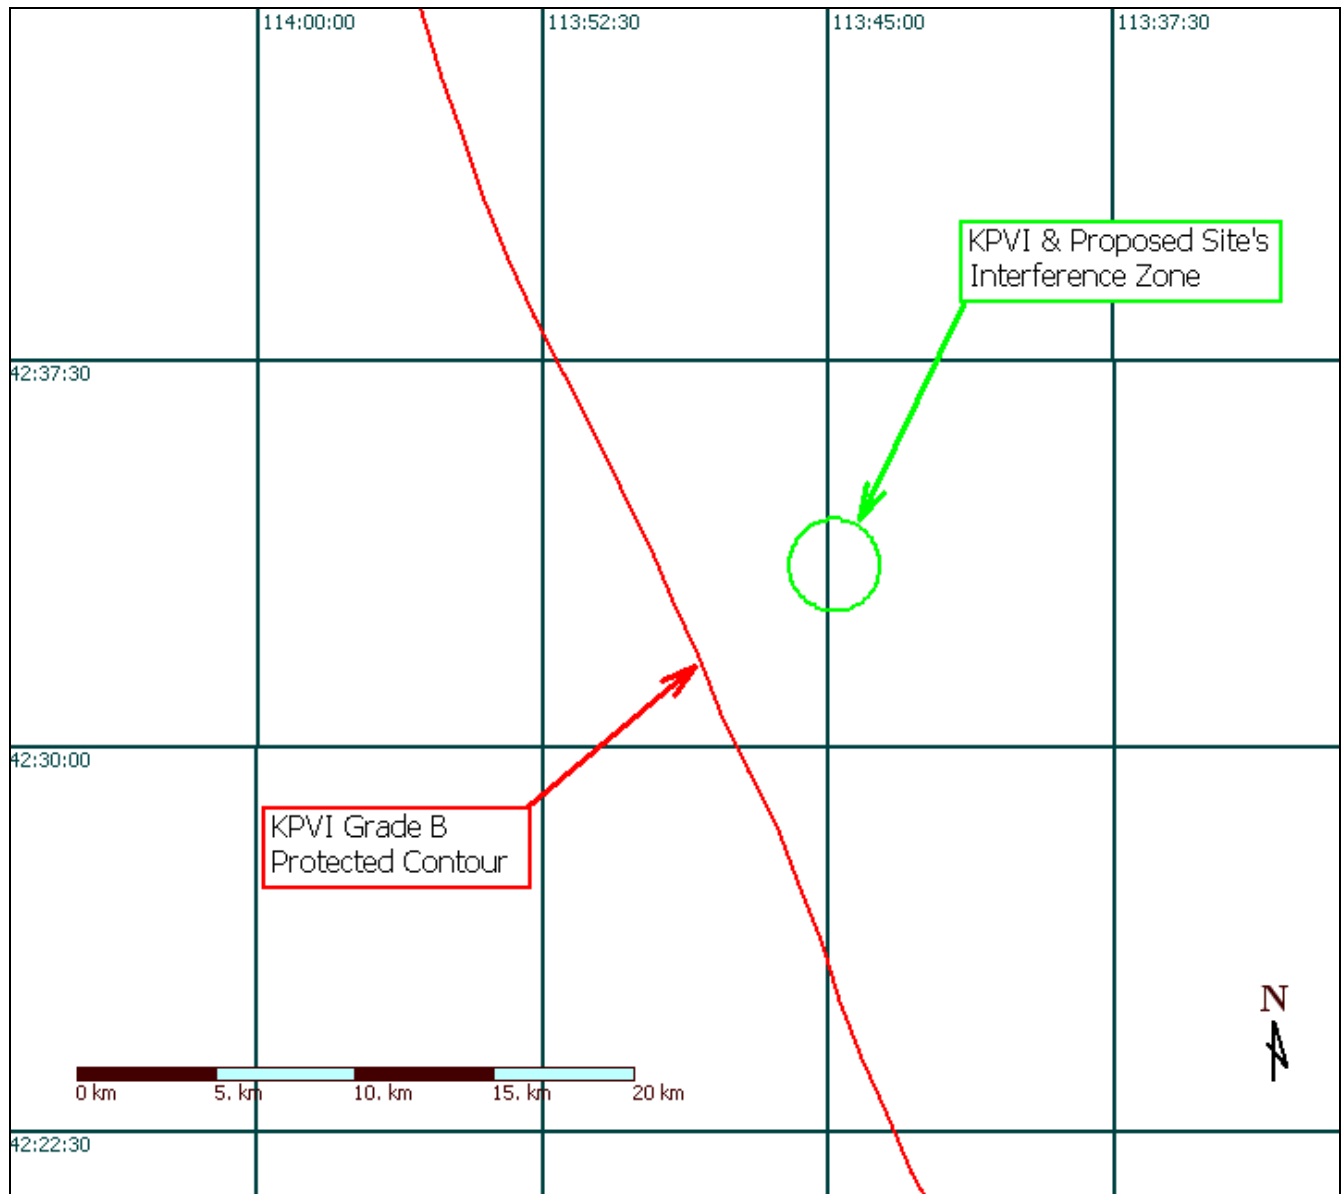 114:00:00
113:52:30
113:45:00
113:37:30
KPVI & Proposed Site's
Interference Zone
42:37:30
42:30:00
KPVI Grade B
Protected Contour
N
0 km
5. km
10. km
15. km
20 km
42:22:30